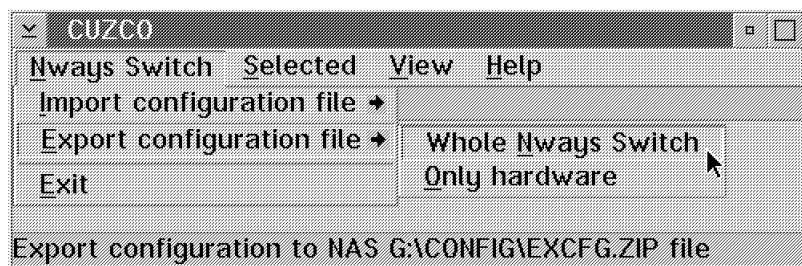 CUZCO
Nways Switch Selected View Help
Import configuration file →
Export configuration file → Whole Nways Switch
Only hardware
Exit
Export configuration to NAS G:\CONFIG\EXCFG.ZIP file